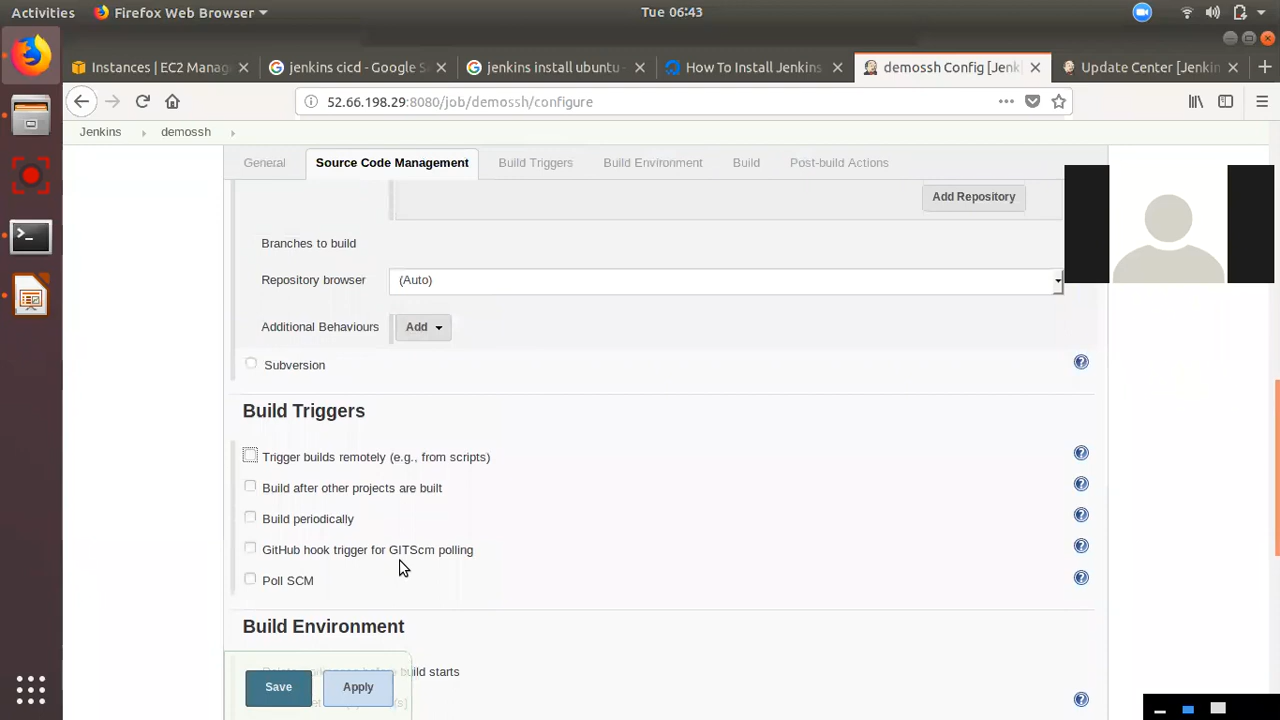 Activities
Firefox Web Browser
Tue 06:43
Instances | EC2 Manag
jenkins cicd - Google S
jenkins install ubuntu -
How To Install Jenkins
demossh Config [Jenk
Update Center [Jenkin
52.66.198.29:8080/job/demossh/configure
Jenkins
demossh
General
Source Code Management
Build Triggers
Build Environment
Build
Post-build Actions
Add Repository
Branches to build
Repository browser
(Auto)
Additional Behaviours
Add
Subversion
Build Triggers
Trigger builds remotely (e.g., from scripts)
Build after other projects are built
Build periodically
GitHub hook trigger for GITScm polling
Poll SCM
Build Environment
build starts
Save
Apply